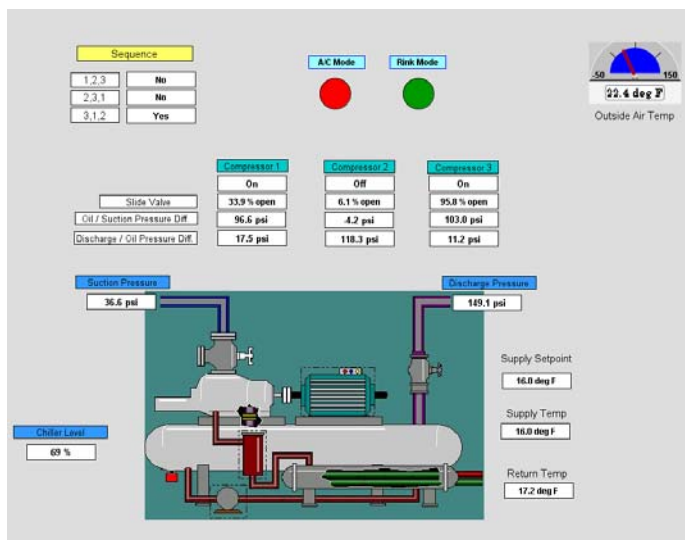 Sequence
1,2,3 No
2,3,1 No
3,1,2 Yes
A/C Mode Rink Mode
-50 150
22.4 deg F
Outside Air Temp
Compressor 1 Compressor 2 Compressor 3
On Off On
Slide Valve 33.9 % open 6.1 % open 95.8 % open
Oil / Suction Pressure Diff. 96.6 psi -4.2 psi 103.0 psi
Discharge / Oil Pressure Diff. 17.5 psi 118.3 psi 11.2 psi
Suction Pressure Discharge Pressure
36.6 psi 149.1 psi
Supply Setpoint
16.0 deg F
Supply Temp
16.0 deg F
Chiller Level
69 %
Return Temp
17.2 deg F